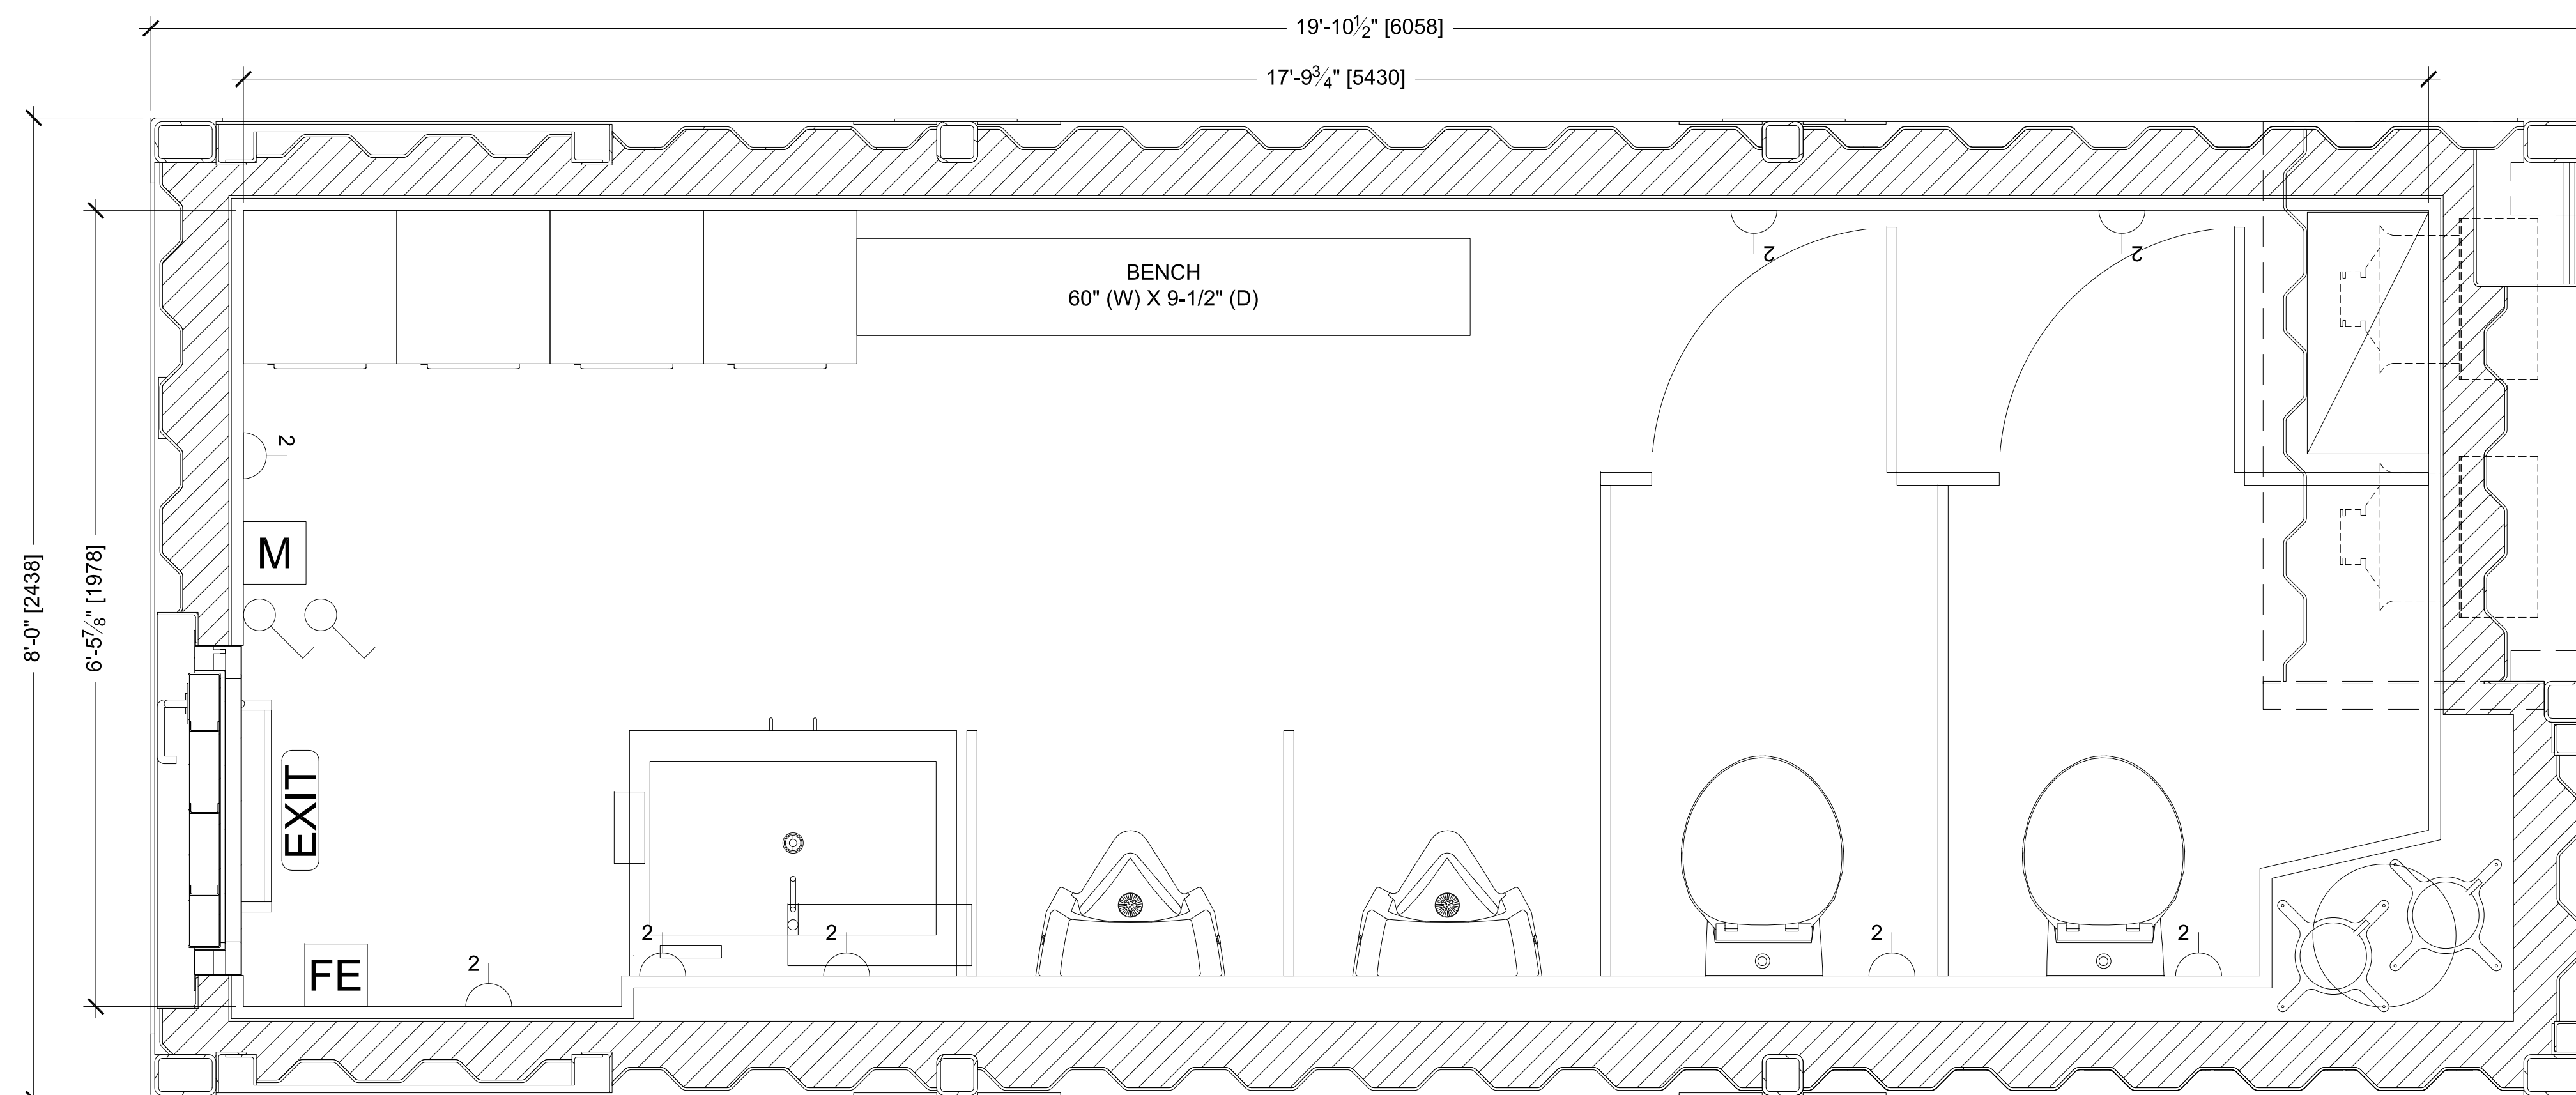 19'-10½" [6058]
17'-9¾" [5430]
8'-0" [2438]
6'-5⅞" [1978]
BENCH
60" (W) X 9-1/2" (D)
2
2
2
M
EXIT
FE
2
2
2
2
2